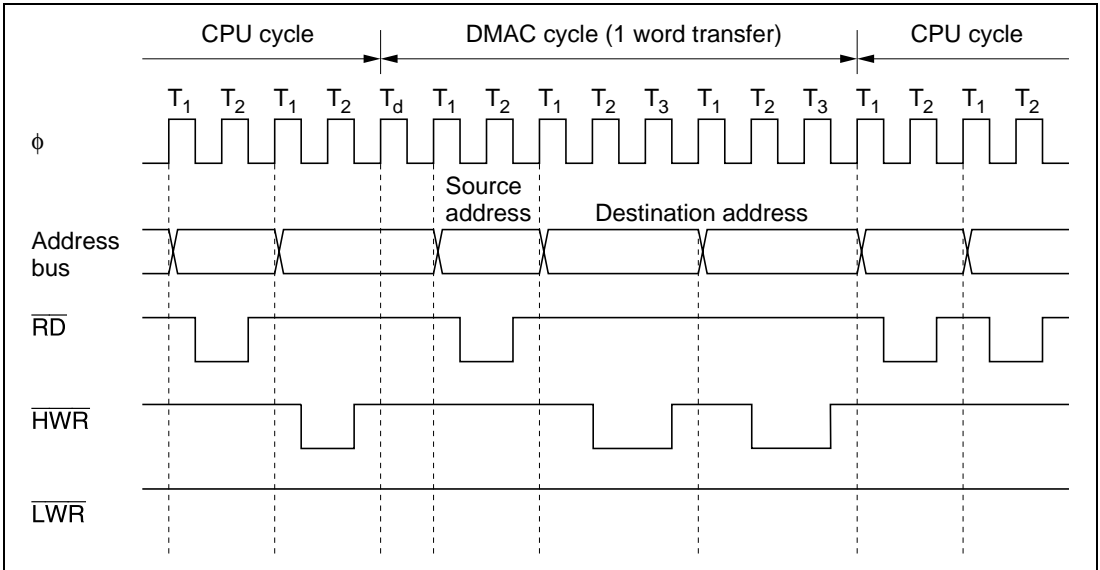 CPU cycle DMAC cycle (1 word transfer) CPU cycle
T1 T2 T1 T2 Td T1 T2 T1 T2 T3 T1 T2 T3 T1 T2 T1 T2
ϕ
Source
address Destination address
Address
bus
RD
HWR
LWR